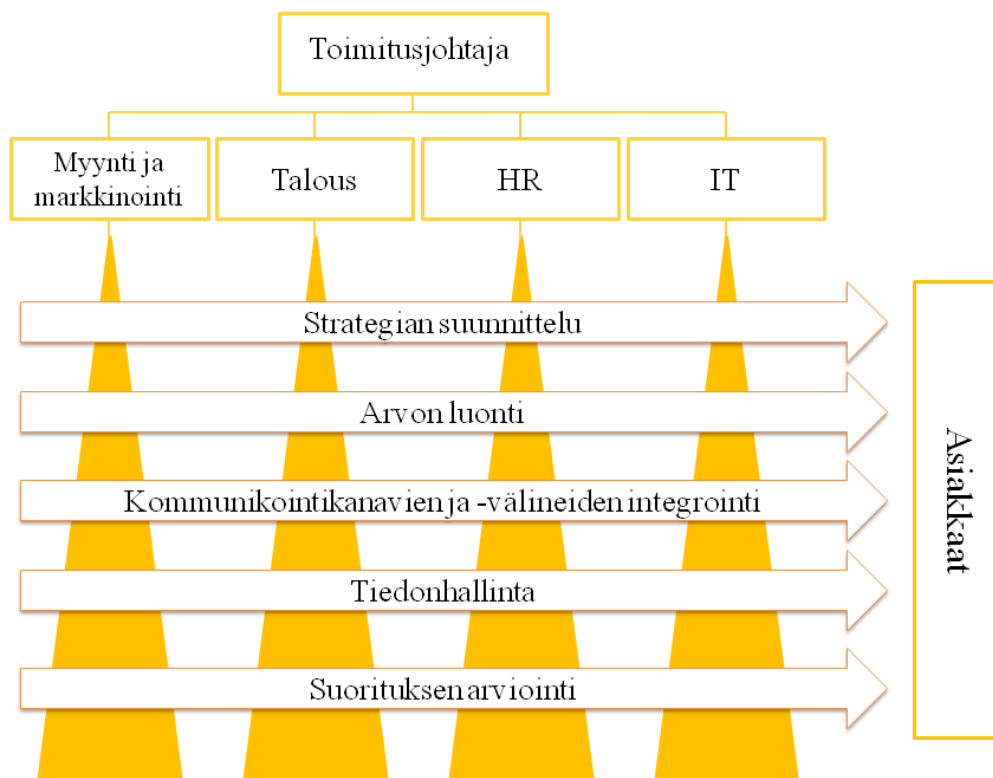 Toimitusjohtaja
Myynti ja
markkinointi
Talous
HR
IT
Strategian suunnittelu
Arvon luonti
Kommunikointikanavien ja -välineiden integrointi
Tiedonhallinta
Suorituksen arviointi
Asiakkaat